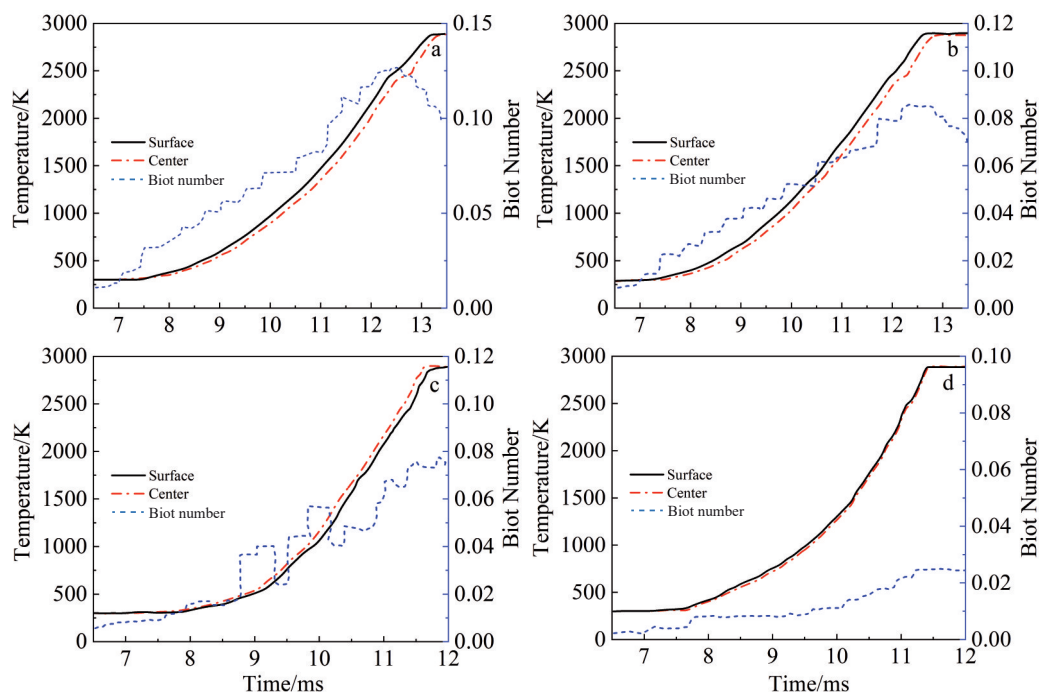 3000
2500
2000
1500
1000
500
0
Temperature/K
0.15
0.10
0.05
0.00
Biot Number
7 8 9 10 11 12 13
a
Surface
Center
Biot number
3000
2500
2000
1500
1000
500
0
Temperature/K
0.12
0.10
0.08
0.06
0.04
0.02
0.00
Biot Number
7 8 9 10 11 12 13
b
Surface
Center
Biot number
3000
2500
2000
1500
1000
500
0
Temperature/K
0.12
0.10
0.08
0.06
0.04
0.02
0.00
Biot Number
7 8 9 10 11 12
Time/ms
c
Surface
Center
Biot number
3000
2500
2000
1500
1000
500
0
Temperature/K
0.10
0.08
0.06
0.04
0.02
0.00
Biot Number
7 8 9 10 11 12
Time/ms
d
Surface
Center
Biot number